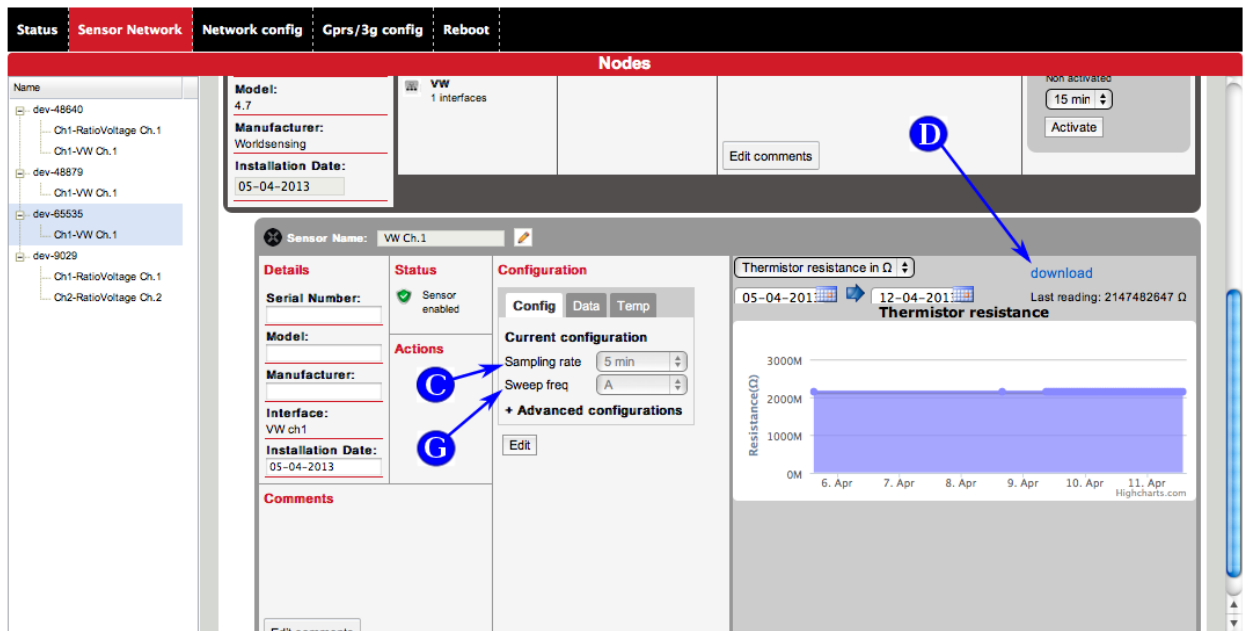 Status Sensor Network Network config Gprs/3g config Reboot
Nodes
Name
dev-48640
Ch1-RatioVoltage Ch.1
Ch1-VW Ch.1
dev-48879
Ch1-VW Ch.1
dev-65535
Ch1-VW Ch.1
dev-9029
Ch1-RatioVoltage Ch.1
Ch2-RatioVoltage Ch.2
Model:
4.7
Manufacturer:
Worldsensing
Installation Date:
05-04-2013
VW
1 interfaces
Edit comments
Non activated
15 min
Activate
D
Sensor Name: VW Ch.1
Details
Serial Number:
Model:
Manufacturer:
Interface:
VW ch1
Installation Date:
05-04-2013
Comments
Edit comments
Status
Sensor
enabled
Actions
C
G
Configuration
Config Data Temp
Current configuration
Sampling rate 5 min
Sweep freq A
+ Advanced configurations
Edit
Thermistor resistance in Ω
download
05-04-201 12-04-201
Last reading: 2147482647 Ω
Thermistor resistance
Resistance(Ω)
3000M
2000M
1000M
0M
6. Apr 7. Apr 8. Apr 9. Apr 10. Apr 11. Apr
Highcharts.com